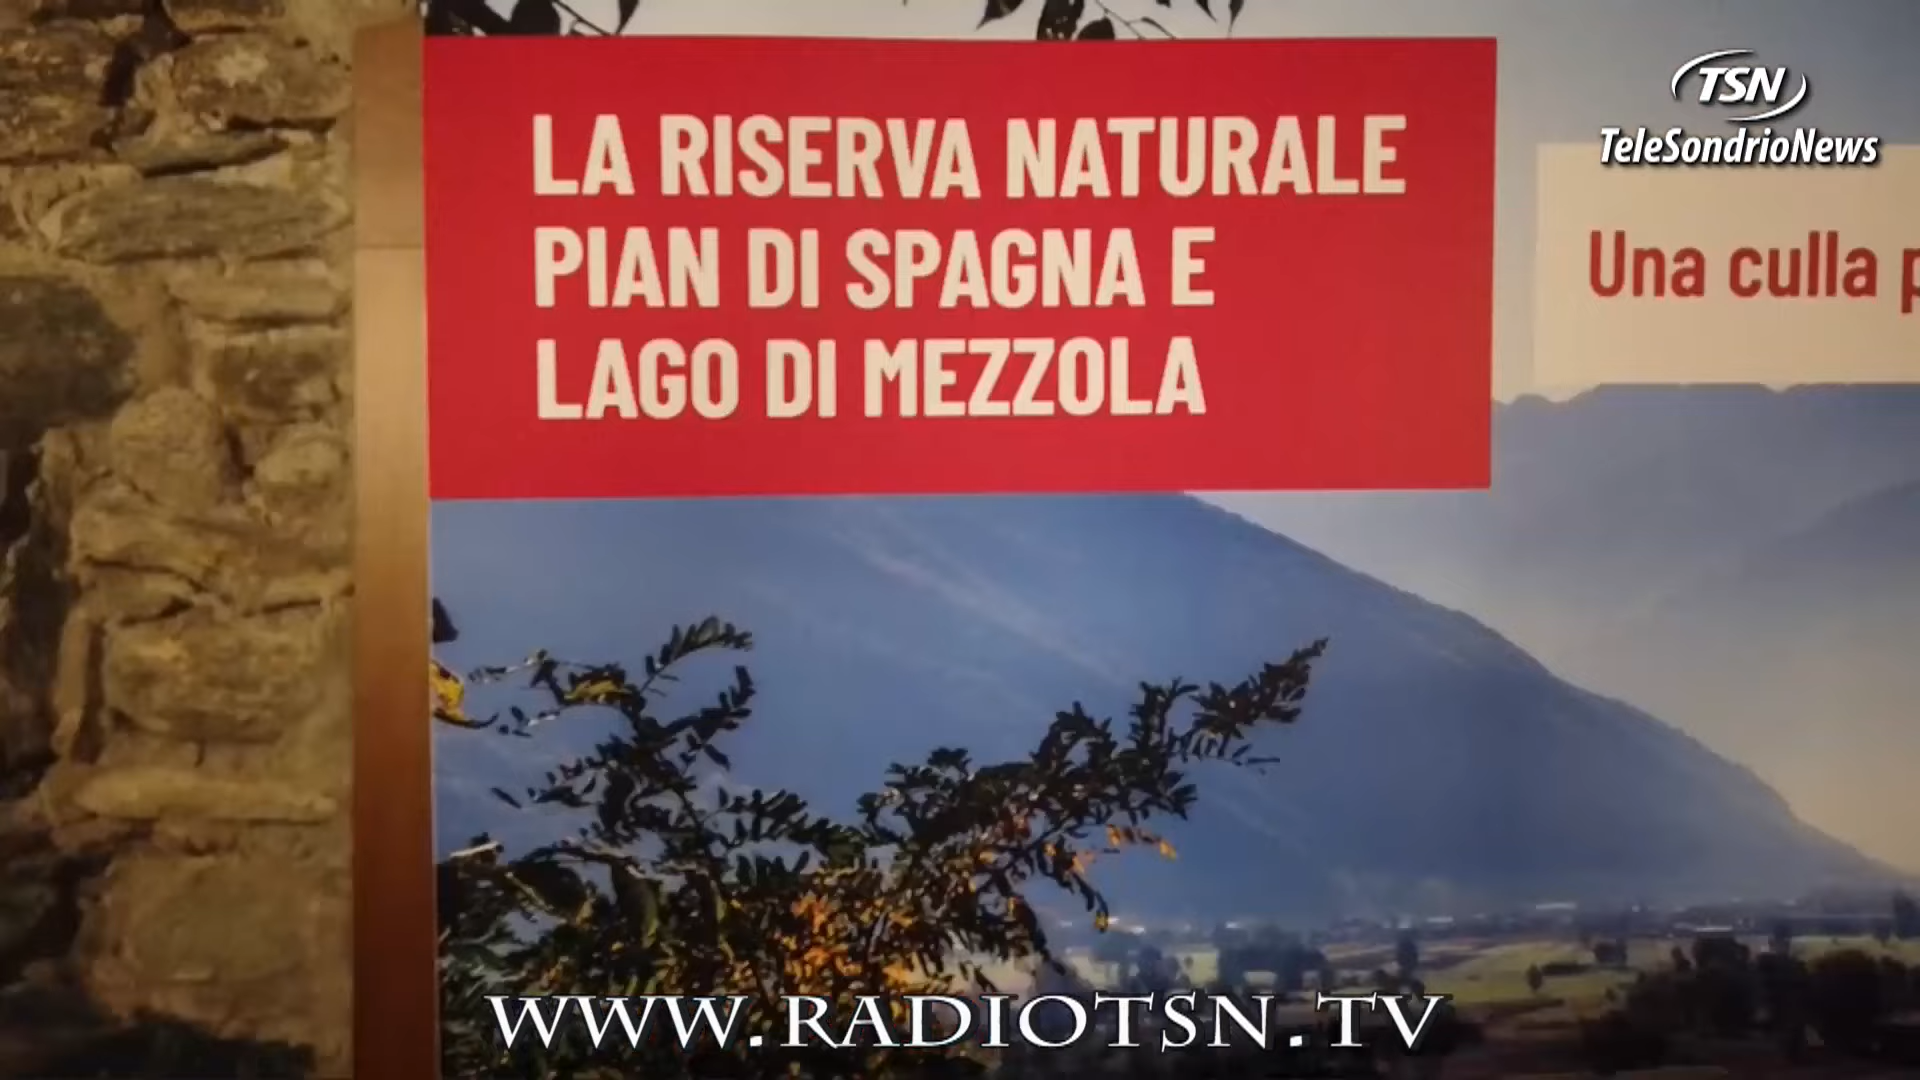 LA RISERVA NATURALE
PIAN DI SPAGNA E
LAGO DI MEZZOLA
TSN
TeleSondrioNews
Una culla
WWW.RADIOTSN.TV